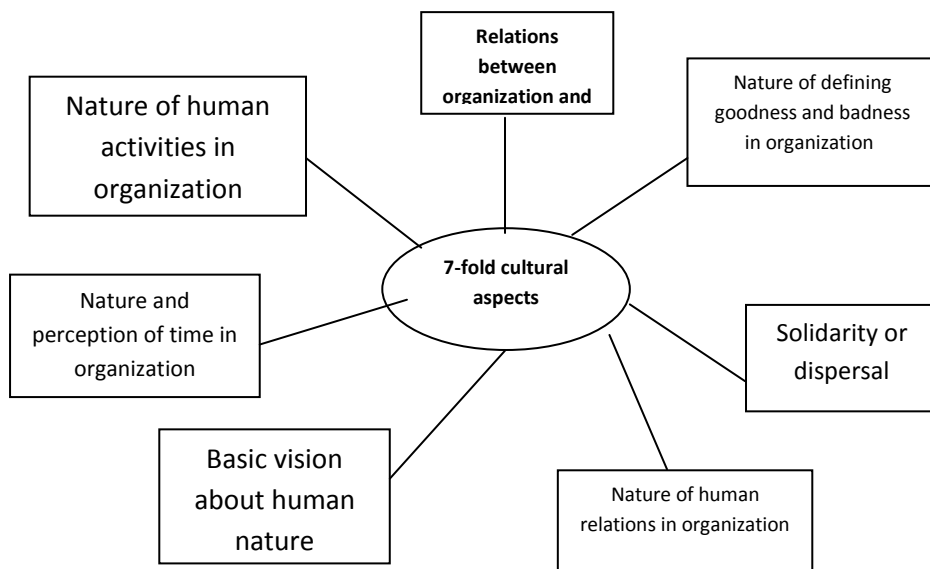 Relations
between
organization and
Nature of defining
goodness and badness
in organization
Nature of human
activities in
organization
7-fold cultural
aspects
Nature and
perception of time in
organization
Solidarity or
dispersal
Basic vision
about human
nature
Nature of human
relations in organization